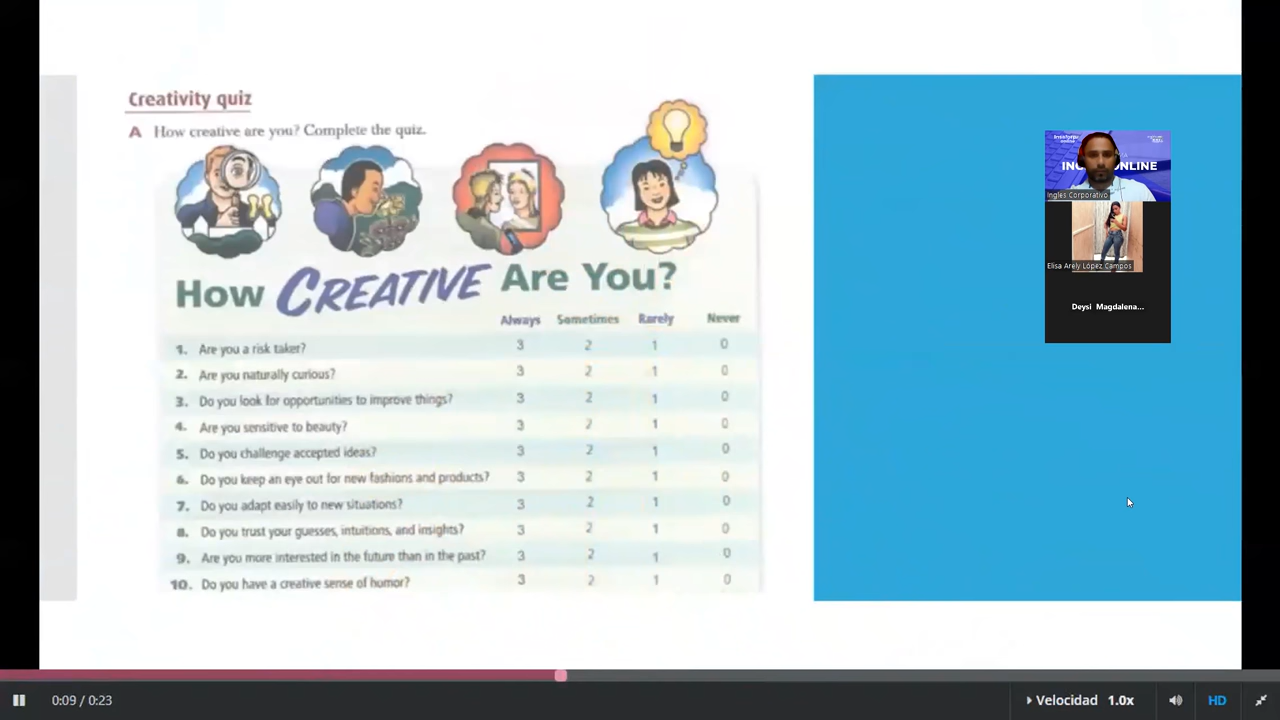 Creativity quiz
A How creative are you? Complete the quiz.
How CREATIVE Are You?
Always Sometimes Rarely Never
1. Are you a risk taker? 3 2 1 0
2. Are you naturally curious? 3 2 1 0
3. Do you look for opportunities to improve things? 3 2 1 0
4. Are you sensitive to beauty? 3 2 1 0
5. Do you challenge accepted ideas? 3 2 1 0
6. Do you keep an eye out for new fashions and products? 3 2 1 0
7. Do you adapt easily to new situations? 3 2 1 0
8. Do you trust your guesses, intuitions, and insights? 3 2 1 0
9. Are you more interested in the future than in the past? 3 2 1 0
10. Do you have a creative sense of humor? 3 2 1 0
ONLINE
Ingles Corporativo
Elisa Arely López Campos
Deysi Magdalena...
0:09 / 0:23
Velocidad 1.0x
HD